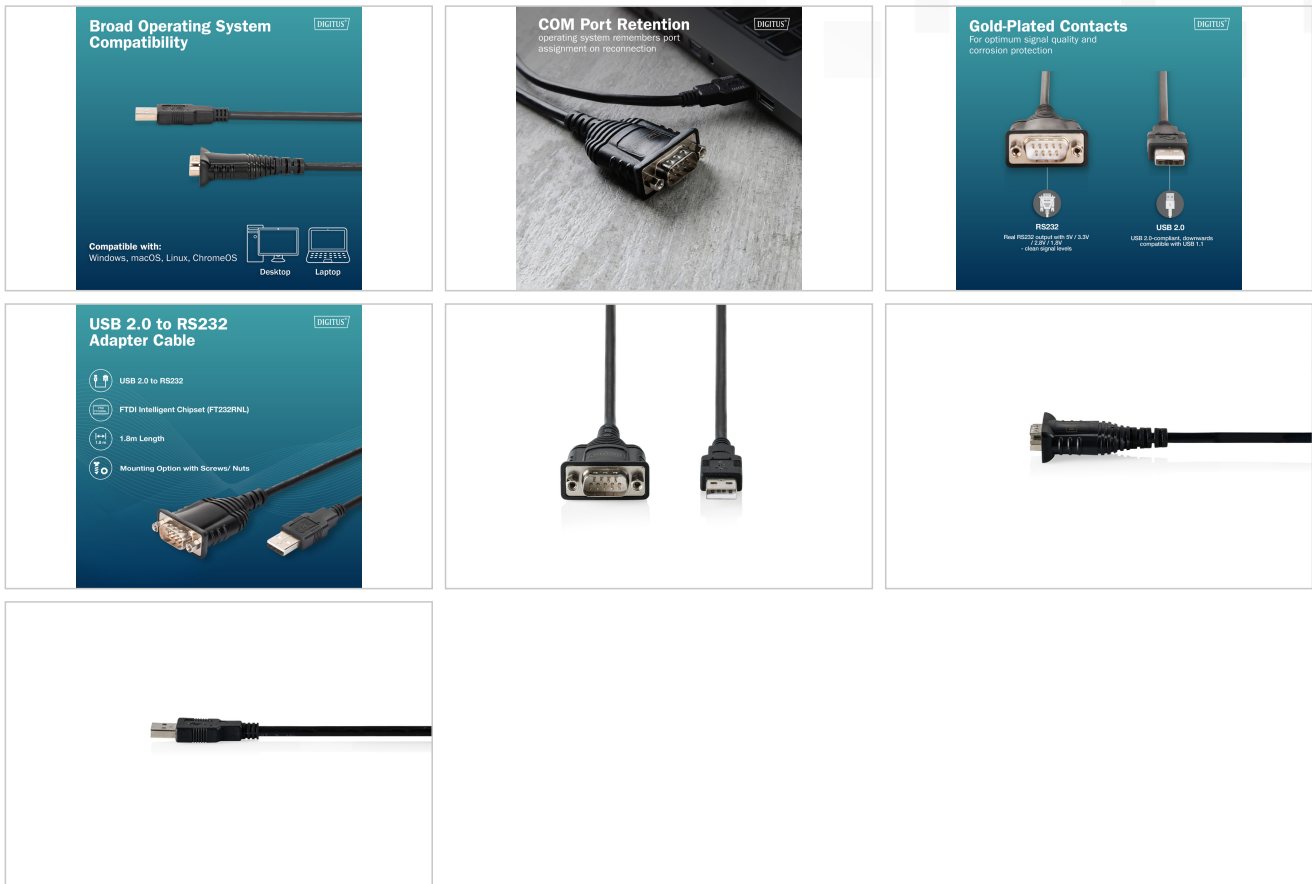 Broad Operating System
Compatibility
DIGITUS
Compatible with:
Windows, macOS, Linux, ChromeOS
Desktop
Laptop
COM Port Retention
operating system remembers port
assignment on reconnection
DIGITUS
Gold-Plated Contacts
For optimum signal quality and
corrosion protection
DIGITUS
RS232
Real RS232 output with 5V / 3.3V
/ 2.8V / 1.8V
- clean signal levels
USB 2.0
USB 2.0-compliant, downwards
compatible with USB 1.1
USB 2.0 to RS232
Adapter Cable
DIGITUS
USB 2.0 to RS232
FTDI Intelligent Chipset (FT232RNL)
1.8 m
1.8m Length
Mounting Option with Screws/ Nuts